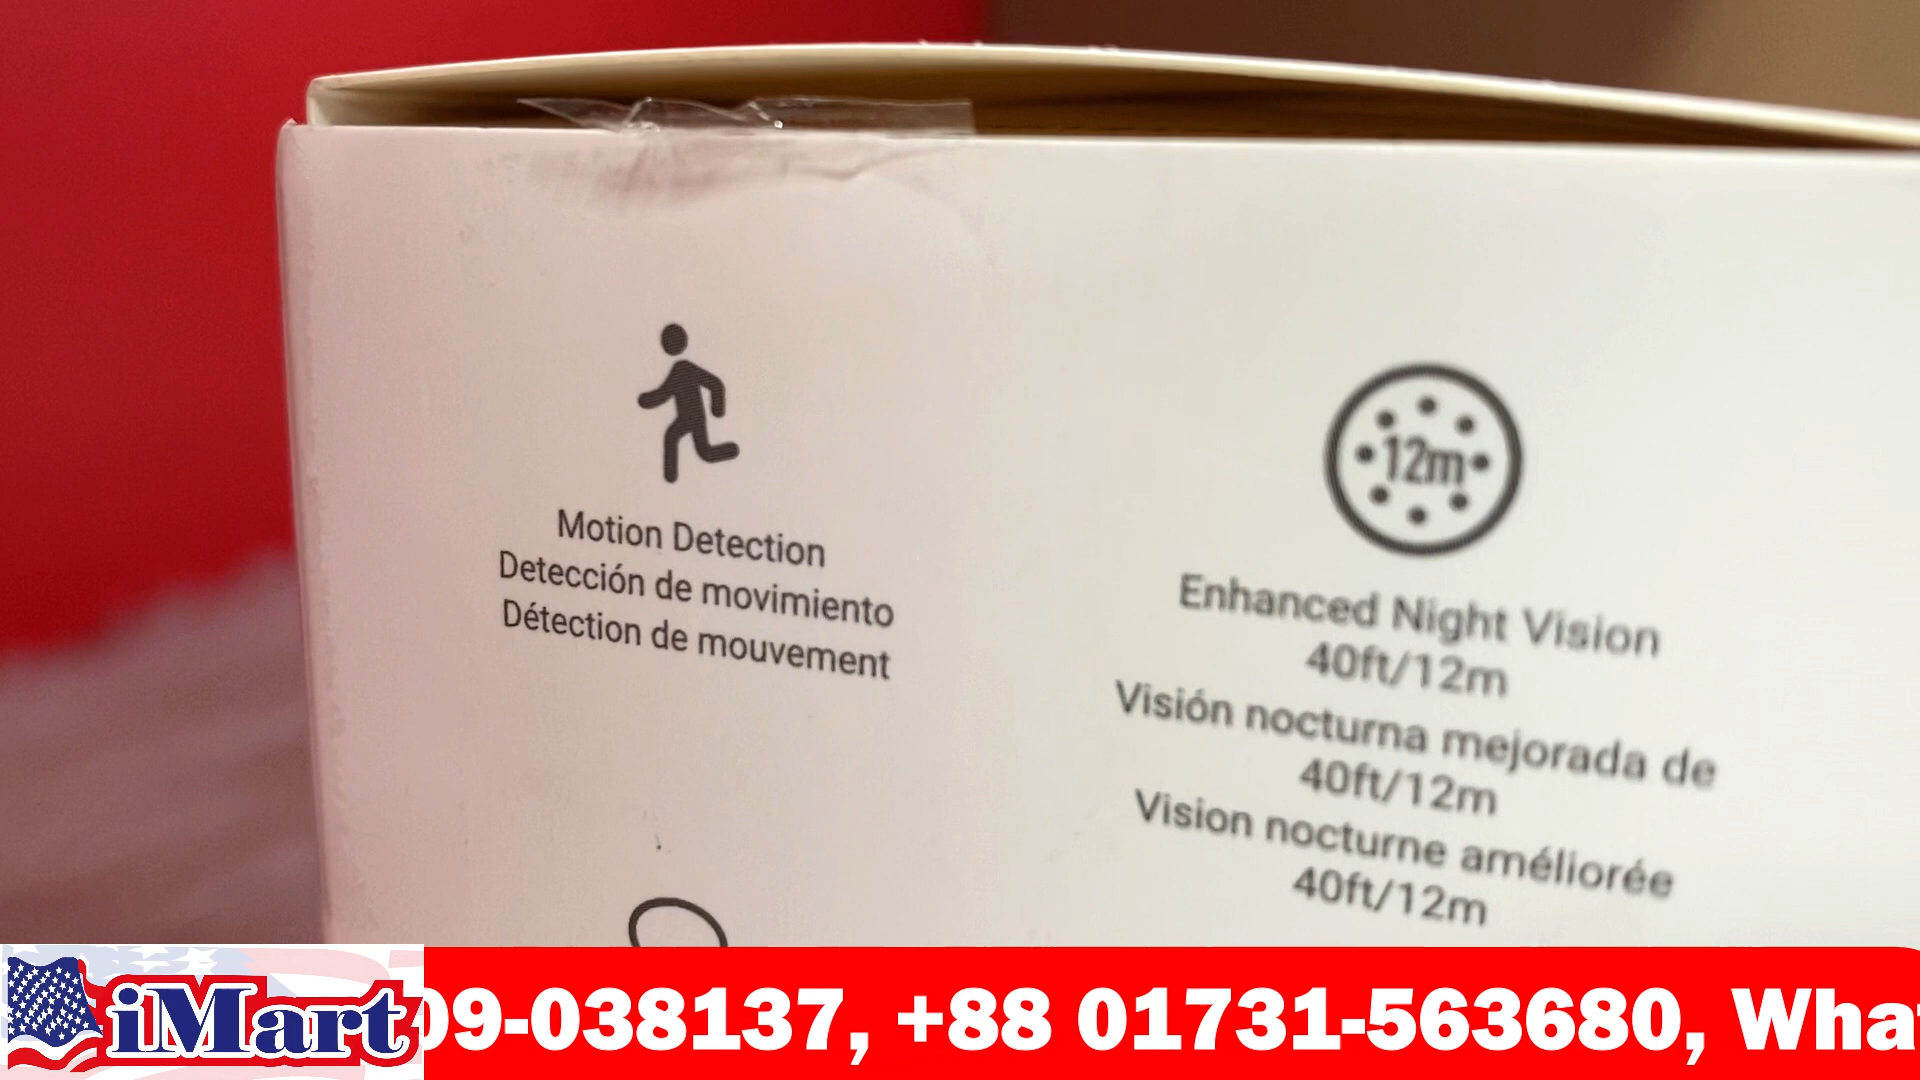 12m
Motion Detection
Detección de movimiento
Détection de mouvement
Enhanced Night Vision
40ft/12m
Visión nocturna mejorada de
40ft/12m
Vision nocturne améliorée
40ft/12m
iMart
09-038137, +88 01731-563680, What